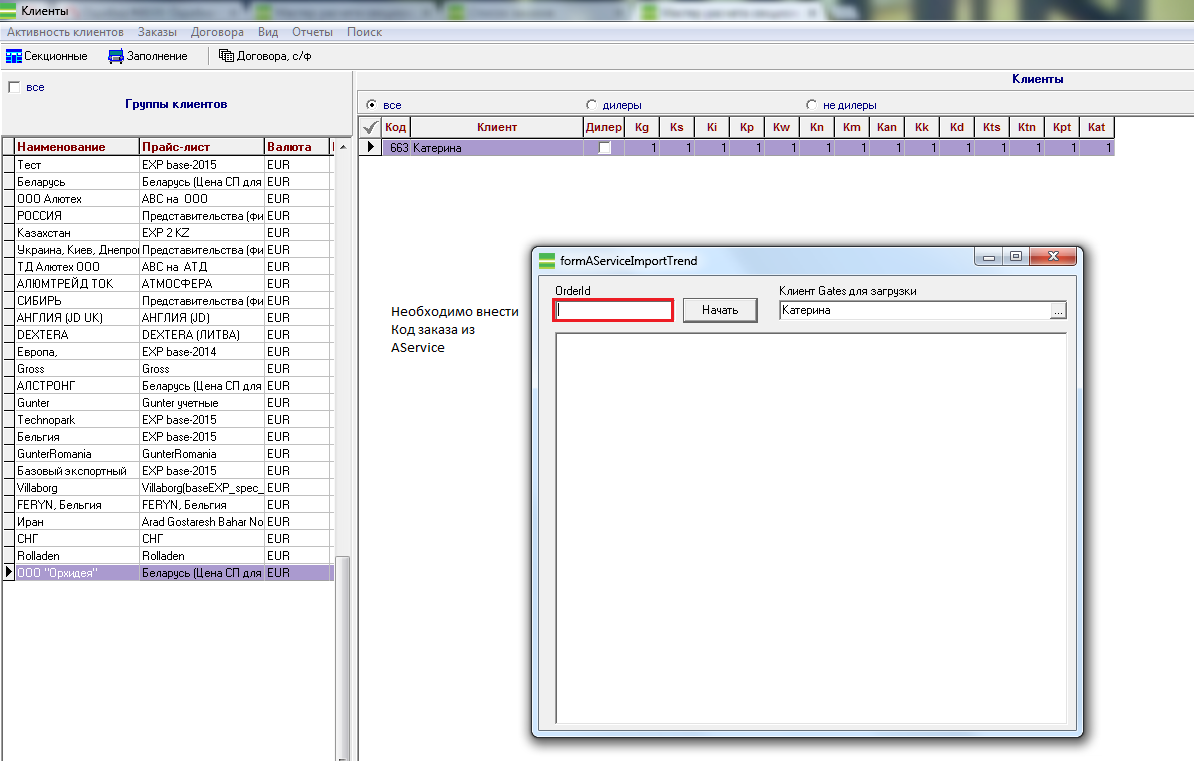 Клиенты
Активность клиентов Заказы Договора Вид Отчеты Поиск
Секционные Заполнение Договора, с/ф
все
Группы клиентов
Наименование Прайс-лист Валюта
Тест EXP base-2015 EUR
Беларусь Беларусь (Цена СП для EUR
ООО Алютех АВС на ООО EUR
РОССИЯ Представительства (фи EUR
Казахстан EXP 2 KZ EUR
Украина, Киев, Днепро Представительства (фи EUR
ТД Алютех ООО АВС на АТД EUR
АЛЮМТРЕЙД ТОК АТМОСФЕРА EUR
СИБИРЬ Представительства (фи EUR
АНГЛИЯ (JD UK) АНГЛИЯ (JD) EUR
DEXTERA DEXTERA (ЛИТВА) EUR
Европа, EXP base-2014 EUR
Gross Gross EUR
АЛСТРОНГ Беларусь (Цена СП для EUR
Gunter Gunter учетные EUR
Technopark EXP base-2015 EUR
Бельгия EXP base-2015 EUR
GunterRomania GunterRomania EUR
Базовый экспортный EXP base-2015 EUR
Villaborg Villaborg(baseEXP_spec_ EUR
FERYN, Бельгия FERYN, Бельгия EUR
Иран Arad Gostaresh Bahar No EUR
СНГ СНГ EUR
Rolladen Rolladen EUR
ООО "Орхидея" Беларусь (Цена СП для EUR
Клиенты
все дилеры не дилеры
Код Клиент Дилер Kg Ks Ki Kp Kw Kn Km Kan Kk Kd Kts Ktn Kpt Kat
663 Катерина 1 1 1 1 1 1 1 1 1 1 1 1 1 1
Необходимо внести
Код заказа из
AService
formAServiceImportTrend
OrderId Клиент Gates для загрузки
Начать Катерина ...